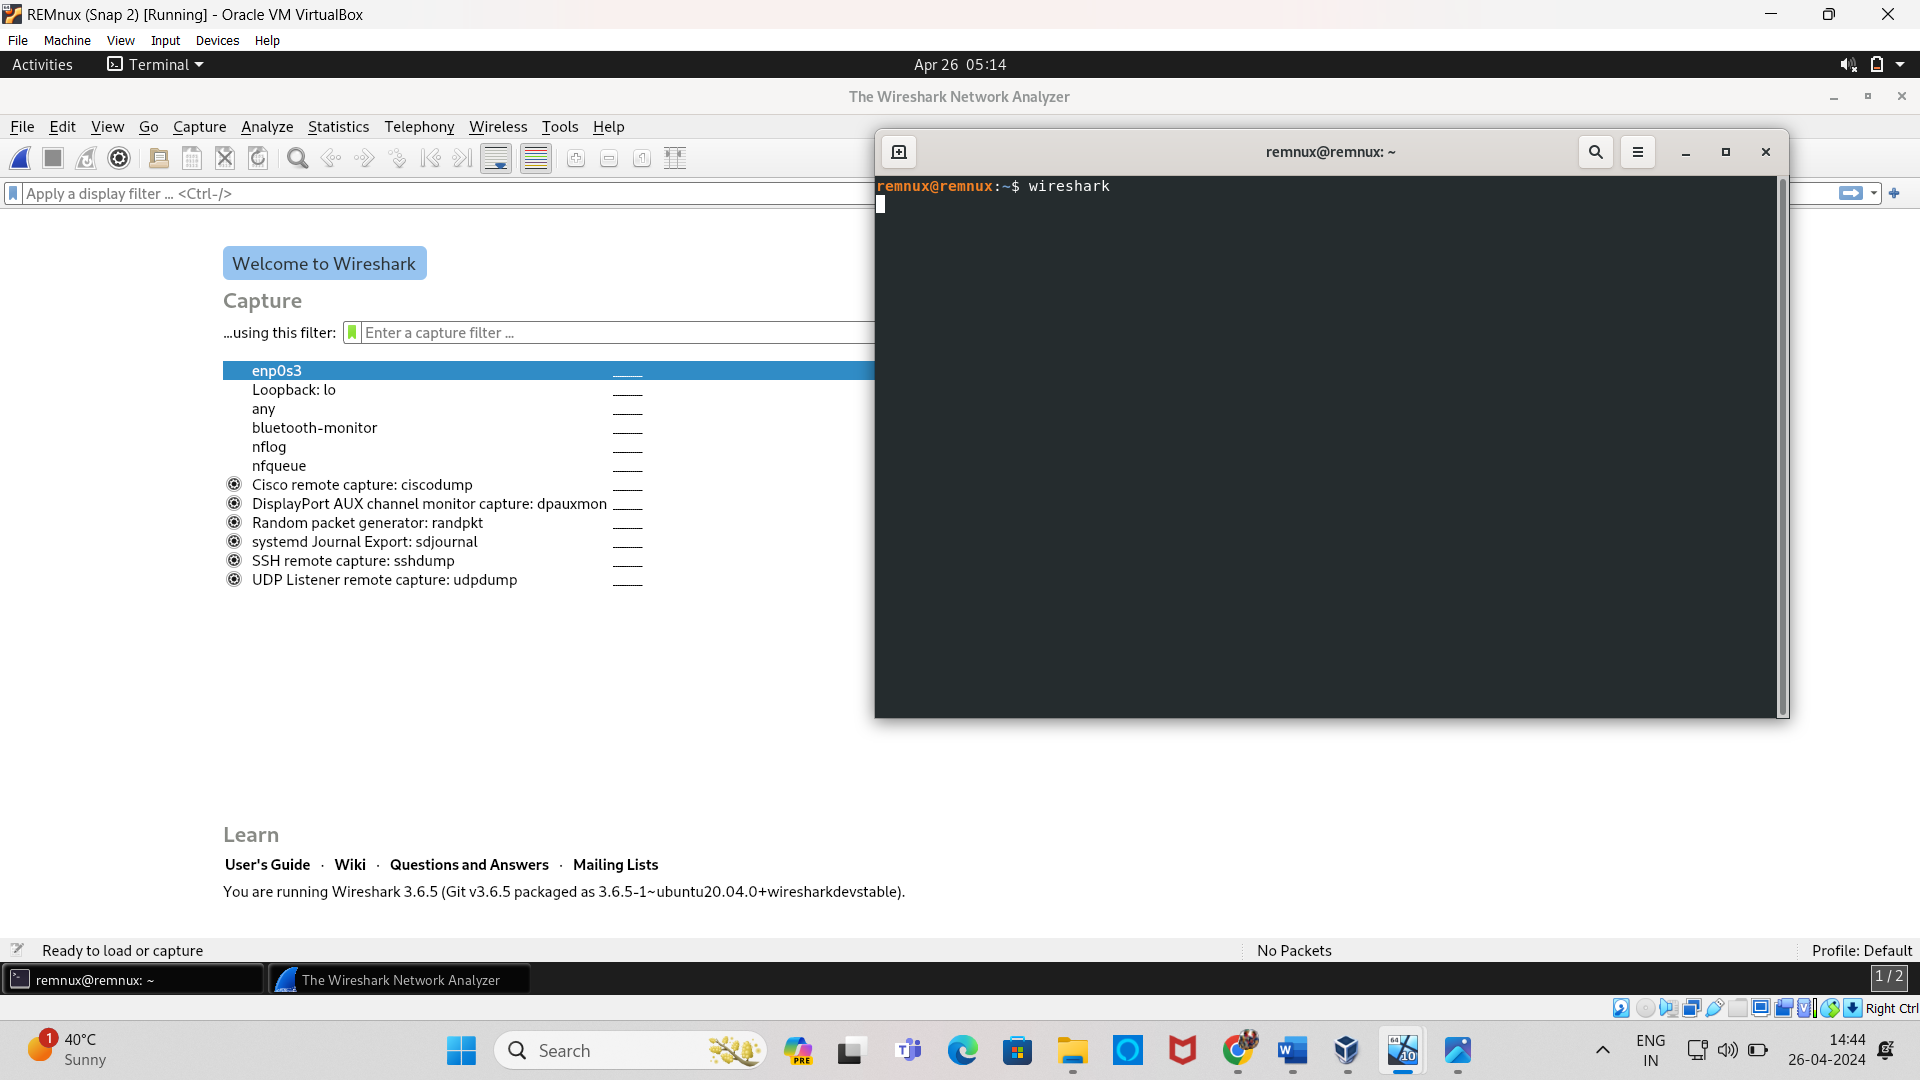 REMnux (Snap 2) [Running] - Oracle VM VirtualBox
File Machine View Input Devices Help
Activities Terminal Apr 26 05:14
The Wireshark Network Analyzer
File Edit View Go Capture Analyze Statistics Telephony Wireless Tools Help
remnux@remnux: ~
Apply a display filter ... <Ctrl-/>
remnux@remnux:~$ wireshark
Welcome to Wireshark
Capture
...using this filter: Enter a capture filter ...
enp0s3
Loopback: lo
any
bluetooth-monitor
nflog
nfqueue
Cisco remote capture: ciscodump
DisplayPort AUX channel monitor capture: dpauxmon
Random packet generator: randpkt
systemd Journal Export: sdjournal
SSH remote capture: sshdump
UDP Listener remote capture: udpdump
Learn
User's Guide · Wiki · Questions and Answers · Mailing Lists
You are running Wireshark 3.6.5 (Git v3.6.5 packaged as 3.6.5-1~ubuntu20.04.0+wiresharkdevstable).
Ready to load or capture No Packets Profile: Default
remnux@remnux: ~ The Wireshark Network Analyzer 1 / 2
Right Ctrl
1 40°C
Sunny
Search
PRE
W
64
10
ENG
IN
14:44
26-04-2024